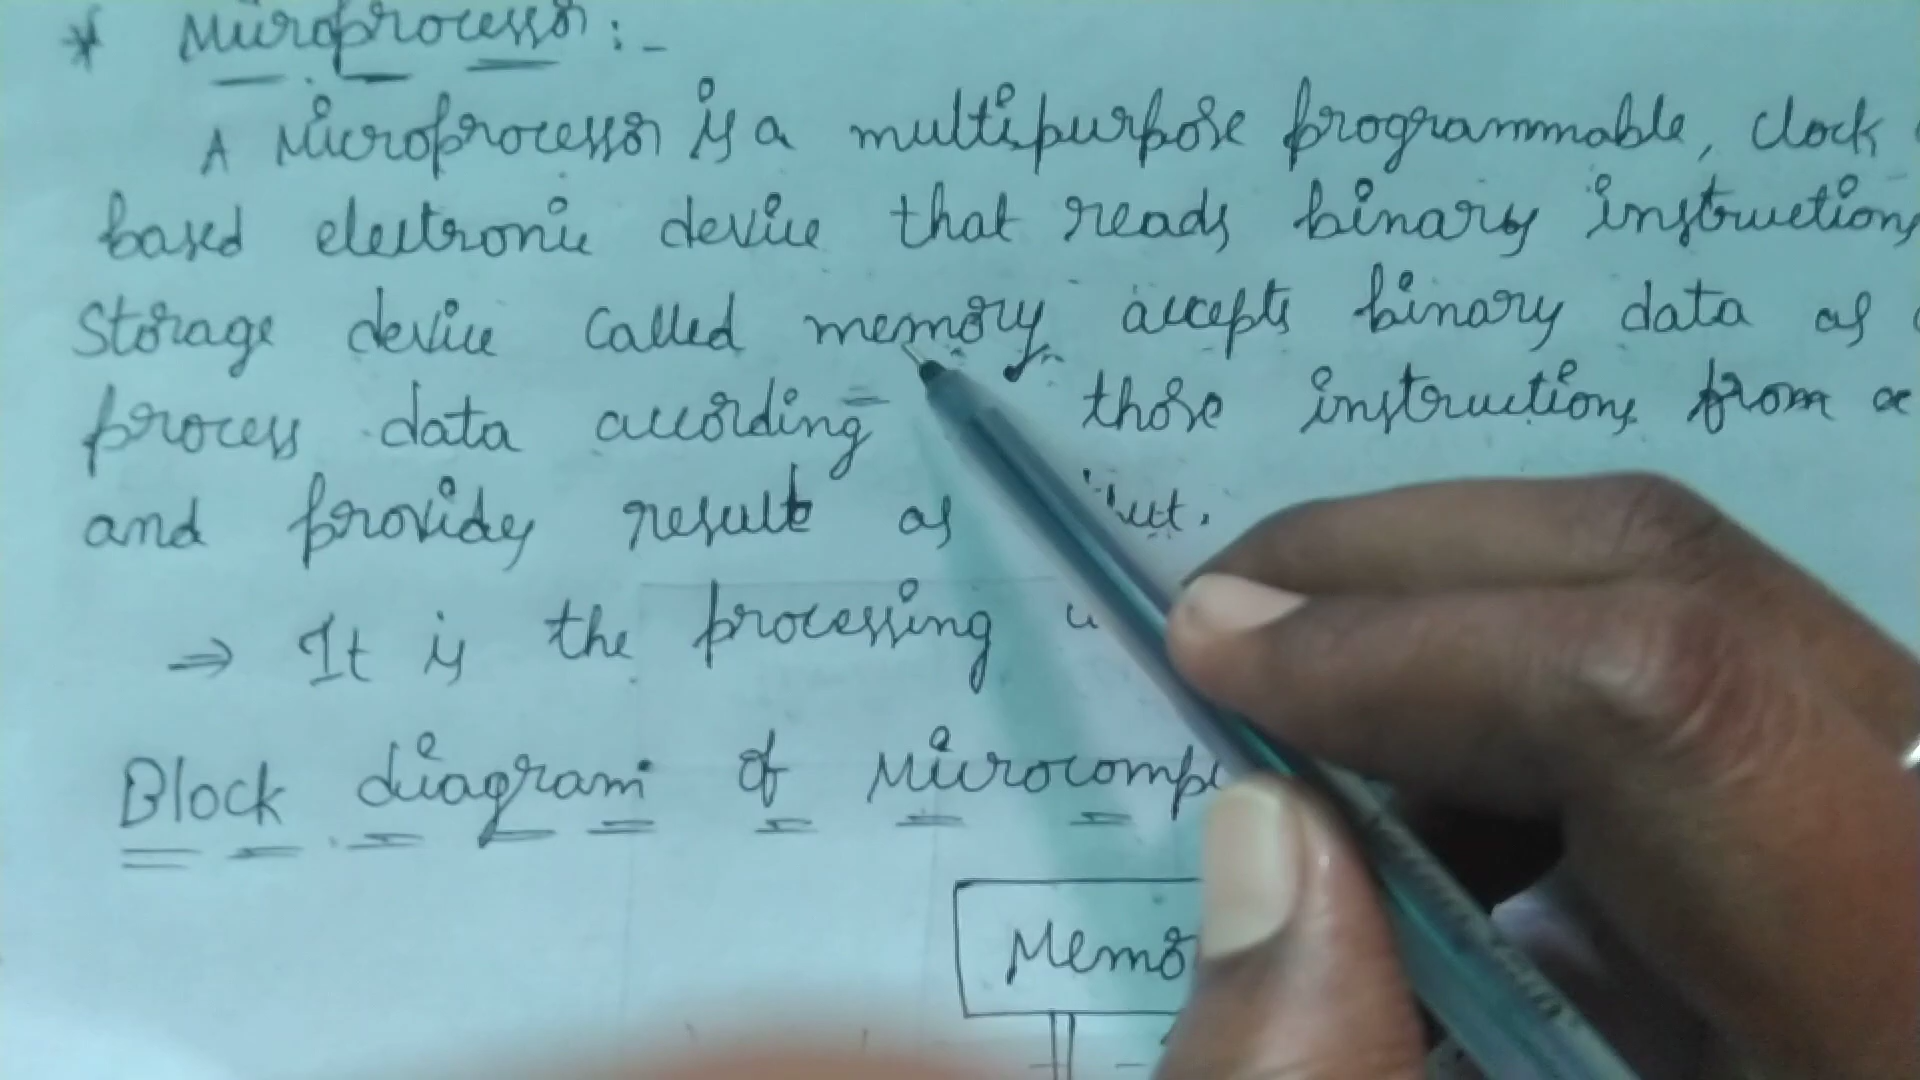 * Microprocessor :-
A Microprocessor is a multipurpose programmable, clock
based electronic device that reads binary instructions
Storage device called memory, accepts binary data as
process data according those instructions from
and provides result as
⇒ It is the processing
Block diagram of Microcomp
Memo